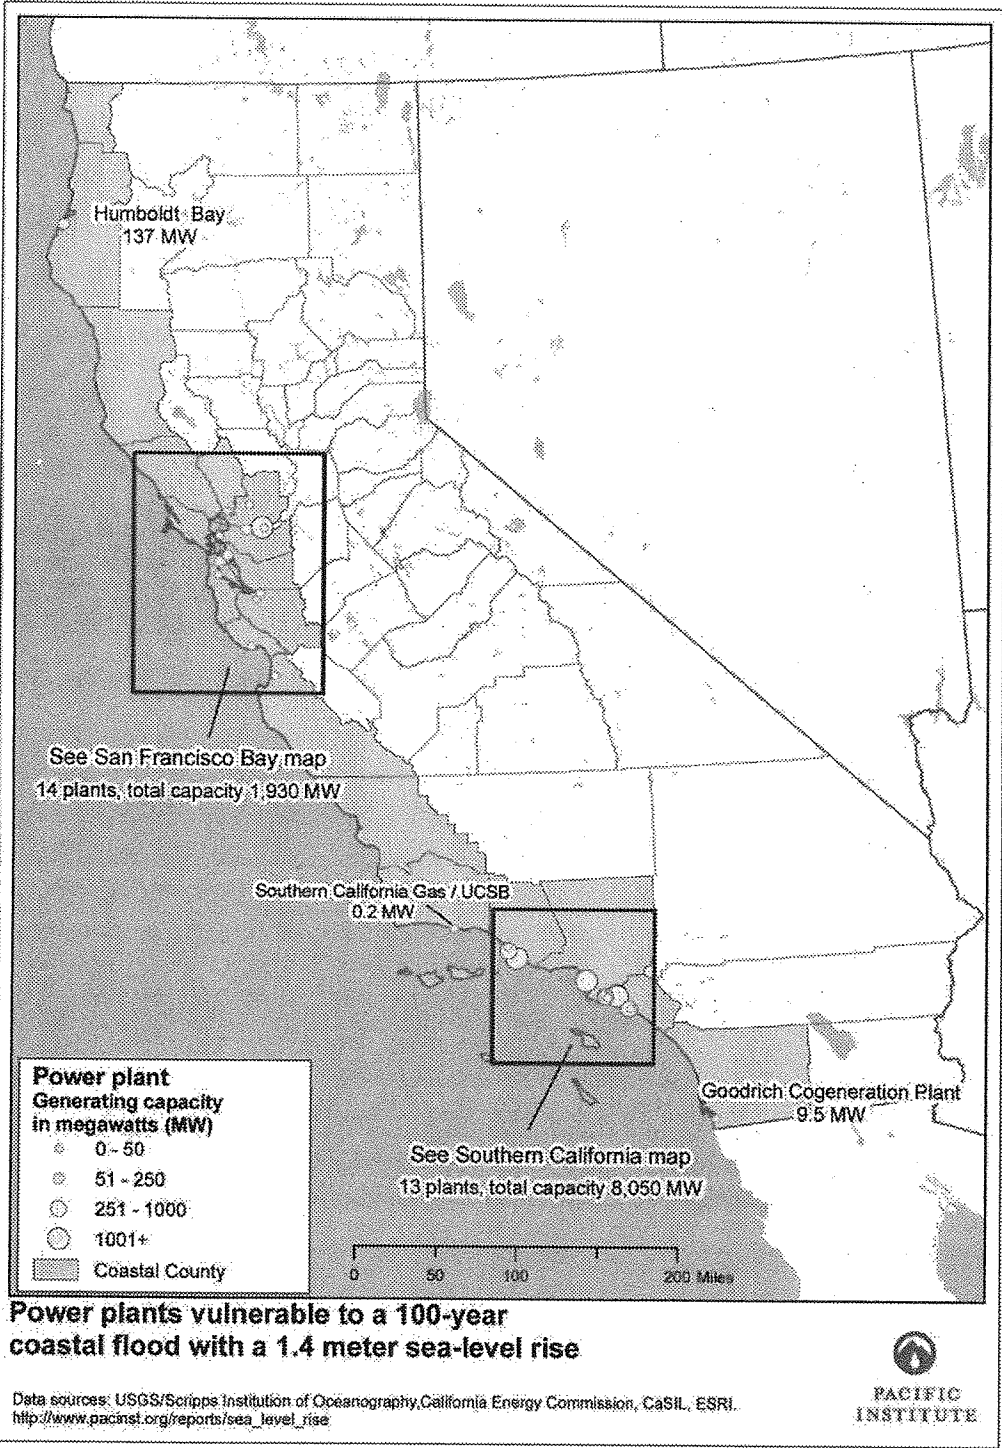 Humboldt Bay
137 MW
See San Francisco Bay map
14 plants, total capacity 1,930 MW
Southern California Gas / UCSB
0.2 MW
Goodrich Cogeneration Plant
9.5 MW
See Southern California map
13 plants, total capacity 8,050 MW
Power plant
Generating capacity
in megawatts (MW)
0 - 50
51 - 250
251 - 1000
1001+
Coastal County
0 50 100 200 Miles
Power plants vulnerable to a 100-year
coastal flood with a 1.4 meter sea-level rise
Data sources: USGS/Scripps Institution of Oceanography, California Energy Commission, CaSIL, ESRI.
http://www.pacinst.org/reports/sea_level_rise
PACIFIC
INSTITUTE